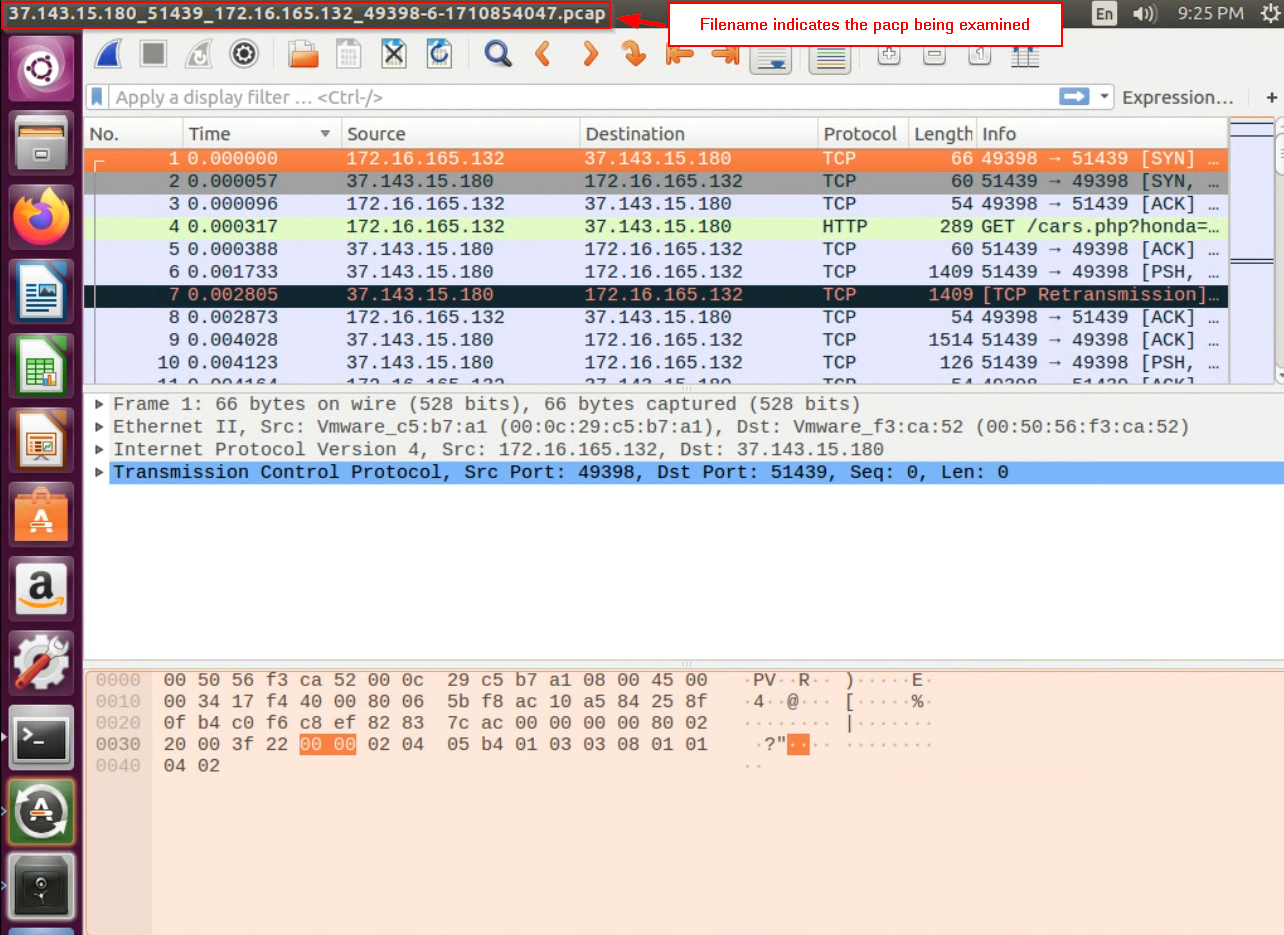 37.143.15.180_51439_172.16.165.132_49398-6-1710854047.pcap
Filename indicates the pacp being examined
En
9:25 PM
Apply a display filter … <Ctrl-/>
Expression…
+
No. Time Source Destination Protocol Length Info
1 0.000000 172.16.165.132 37.143.15.180 TCP 66 49398 → 51439 [SYN] …
2 0.000057 37.143.15.180 172.16.165.132 TCP 60 51439 → 49398 [SYN, …
3 0.000096 172.16.165.132 37.143.15.180 TCP 54 49398 → 51439 [ACK] …
4 0.000317 172.16.165.132 37.143.15.180 HTTP 289 GET /cars.php?honda=…
5 0.000388 37.143.15.180 172.16.165.132 TCP 60 51439 → 49398 [ACK] …
6 0.001733 37.143.15.180 172.16.165.132 TCP 1409 51439 → 49398 [PSH, …
7 0.002805 37.143.15.180 172.16.165.132 TCP 1409 [TCP Retransmission]…
8 0.002873 172.16.165.132 37.143.15.180 TCP 54 49398 → 51439 [ACK] …
9 0.004028 37.143.15.180 172.16.165.132 TCP 1514 51439 → 49398 [ACK] …
10 0.004123 37.143.15.180 172.16.165.132 TCP 126 51439 → 49398 [PSH, …
11 0.004164 172.16.165.132 37.143.15.180 TCP 54 49398 → 51439 [ACK] …
Frame 1: 66 bytes on wire (528 bits), 66 bytes captured (528 bits)
Ethernet II, Src: Vmware_c5:b7:a1 (00:0c:29:c5:b7:a1), Dst: Vmware_f3:ca:52 (00:50:56:f3:ca:52)
Internet Protocol Version 4, Src: 172.16.165.132, Dst: 37.143.15.180
Transmission Control Protocol, Src Port: 49398, Dst Port: 51439, Seq: 0, Len: 0
0000 00 50 56 f3 ca 52 00 0c 29 c5 b7 a1 08 00 45 00 ·PV··R·· )·····E·
0010 00 34 17 f4 40 00 80 06 5b f8 ac 10 a5 84 25 8f ·4··@··· [·····%·
0020 0f b4 c0 f6 c8 ef 82 83 7c ac 00 00 00 00 80 02 ········ |·······
0030 20 00 3f 22 00 00 02 04 05 b4 01 03 03 08 01 01 ·?"···· ········
0040 04 02 ··